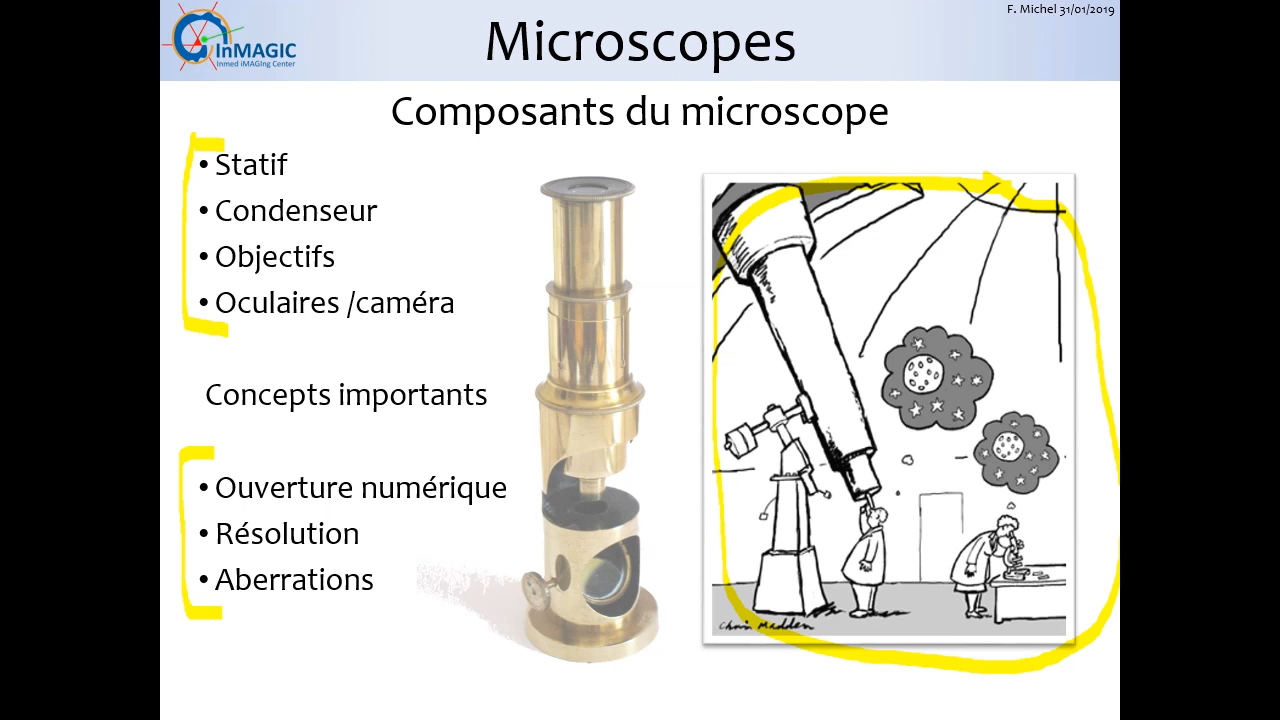 F. Michel 31/01/2019
InMAGIC
Inmed iMAGIng Center
Microscopes
Composants du microscope
• Statif
• Condenseur
• Objectifs
• Oculaires /caméra
Concepts importants
• Ouverture numérique
• Résolution
• Aberrations
Chris Madden